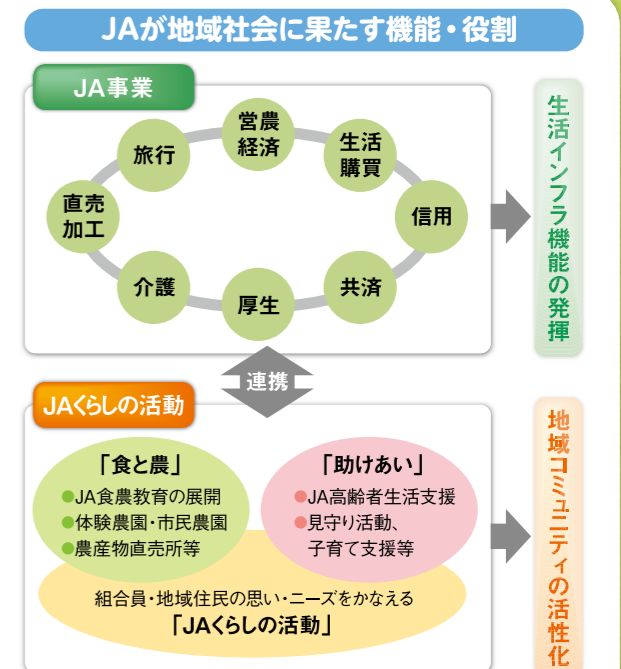 JAが地域社会に果たす機能・役割
JA事業
営農
経済
生活
購買
信用
共済
厚生
介護
直売
加工
旅行
生活インフラ機能の発揮
連携
JAくらしの活動
「食と農」
●JA食農教育の展開
●体験農園・市民農園
●農産物直売所等
「助けあい」
●JA高齢者生活支援
●見守り活動、
子育て支援等
組合員・地域住民の思い・ニーズをかなえる
「JAくらしの活動」
地域コミュニティの活性化